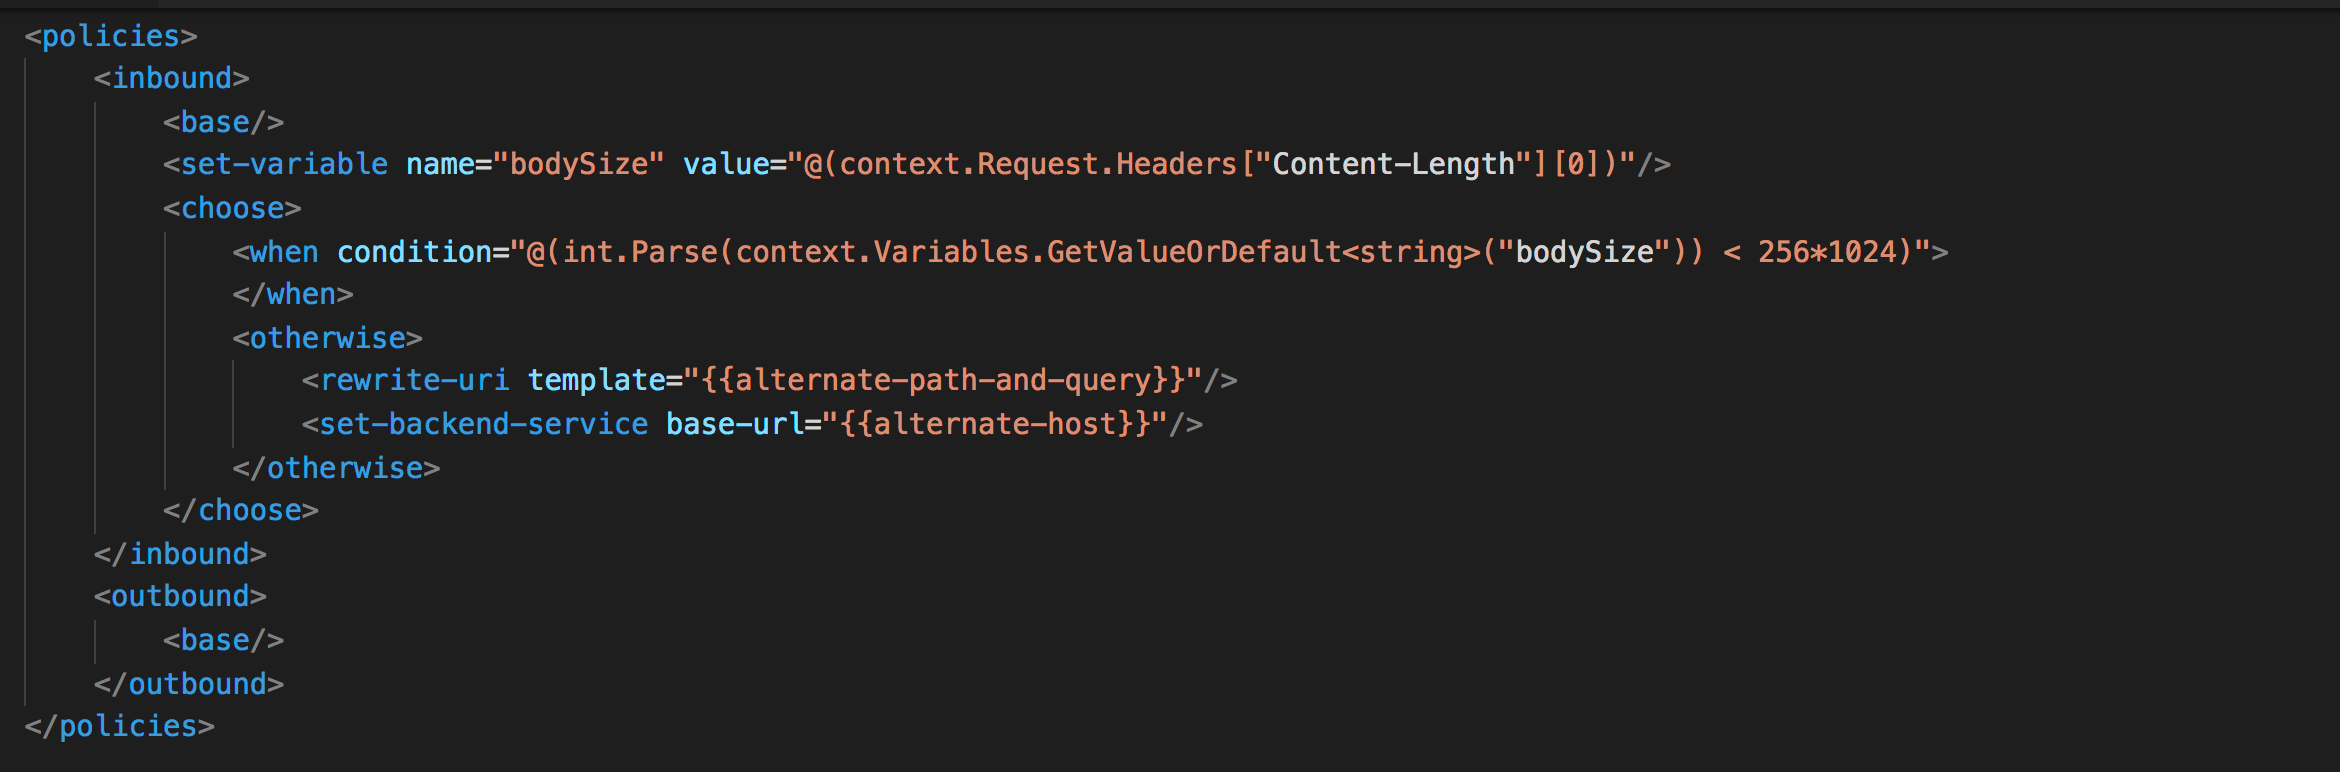 <policies>
<inbound>
<base/>
<set-variable name="bodySize" value="@(context.Request.Headers["Content-Length"][0])"/>
<choose>
<when condition="@(int.Parse(context.Variables.GetValueOrDefault<string>("bodySize")) < 256*1024)">
</when>
<otherwise>
<rewrite-uri template="{{alternate-path-and-query}}"/>
<set-backend-service base-url="{{alternate-host}}"/>
</otherwise>
</choose>
</inbound>
<outbound>
<base/>
</outbound>
</policies>